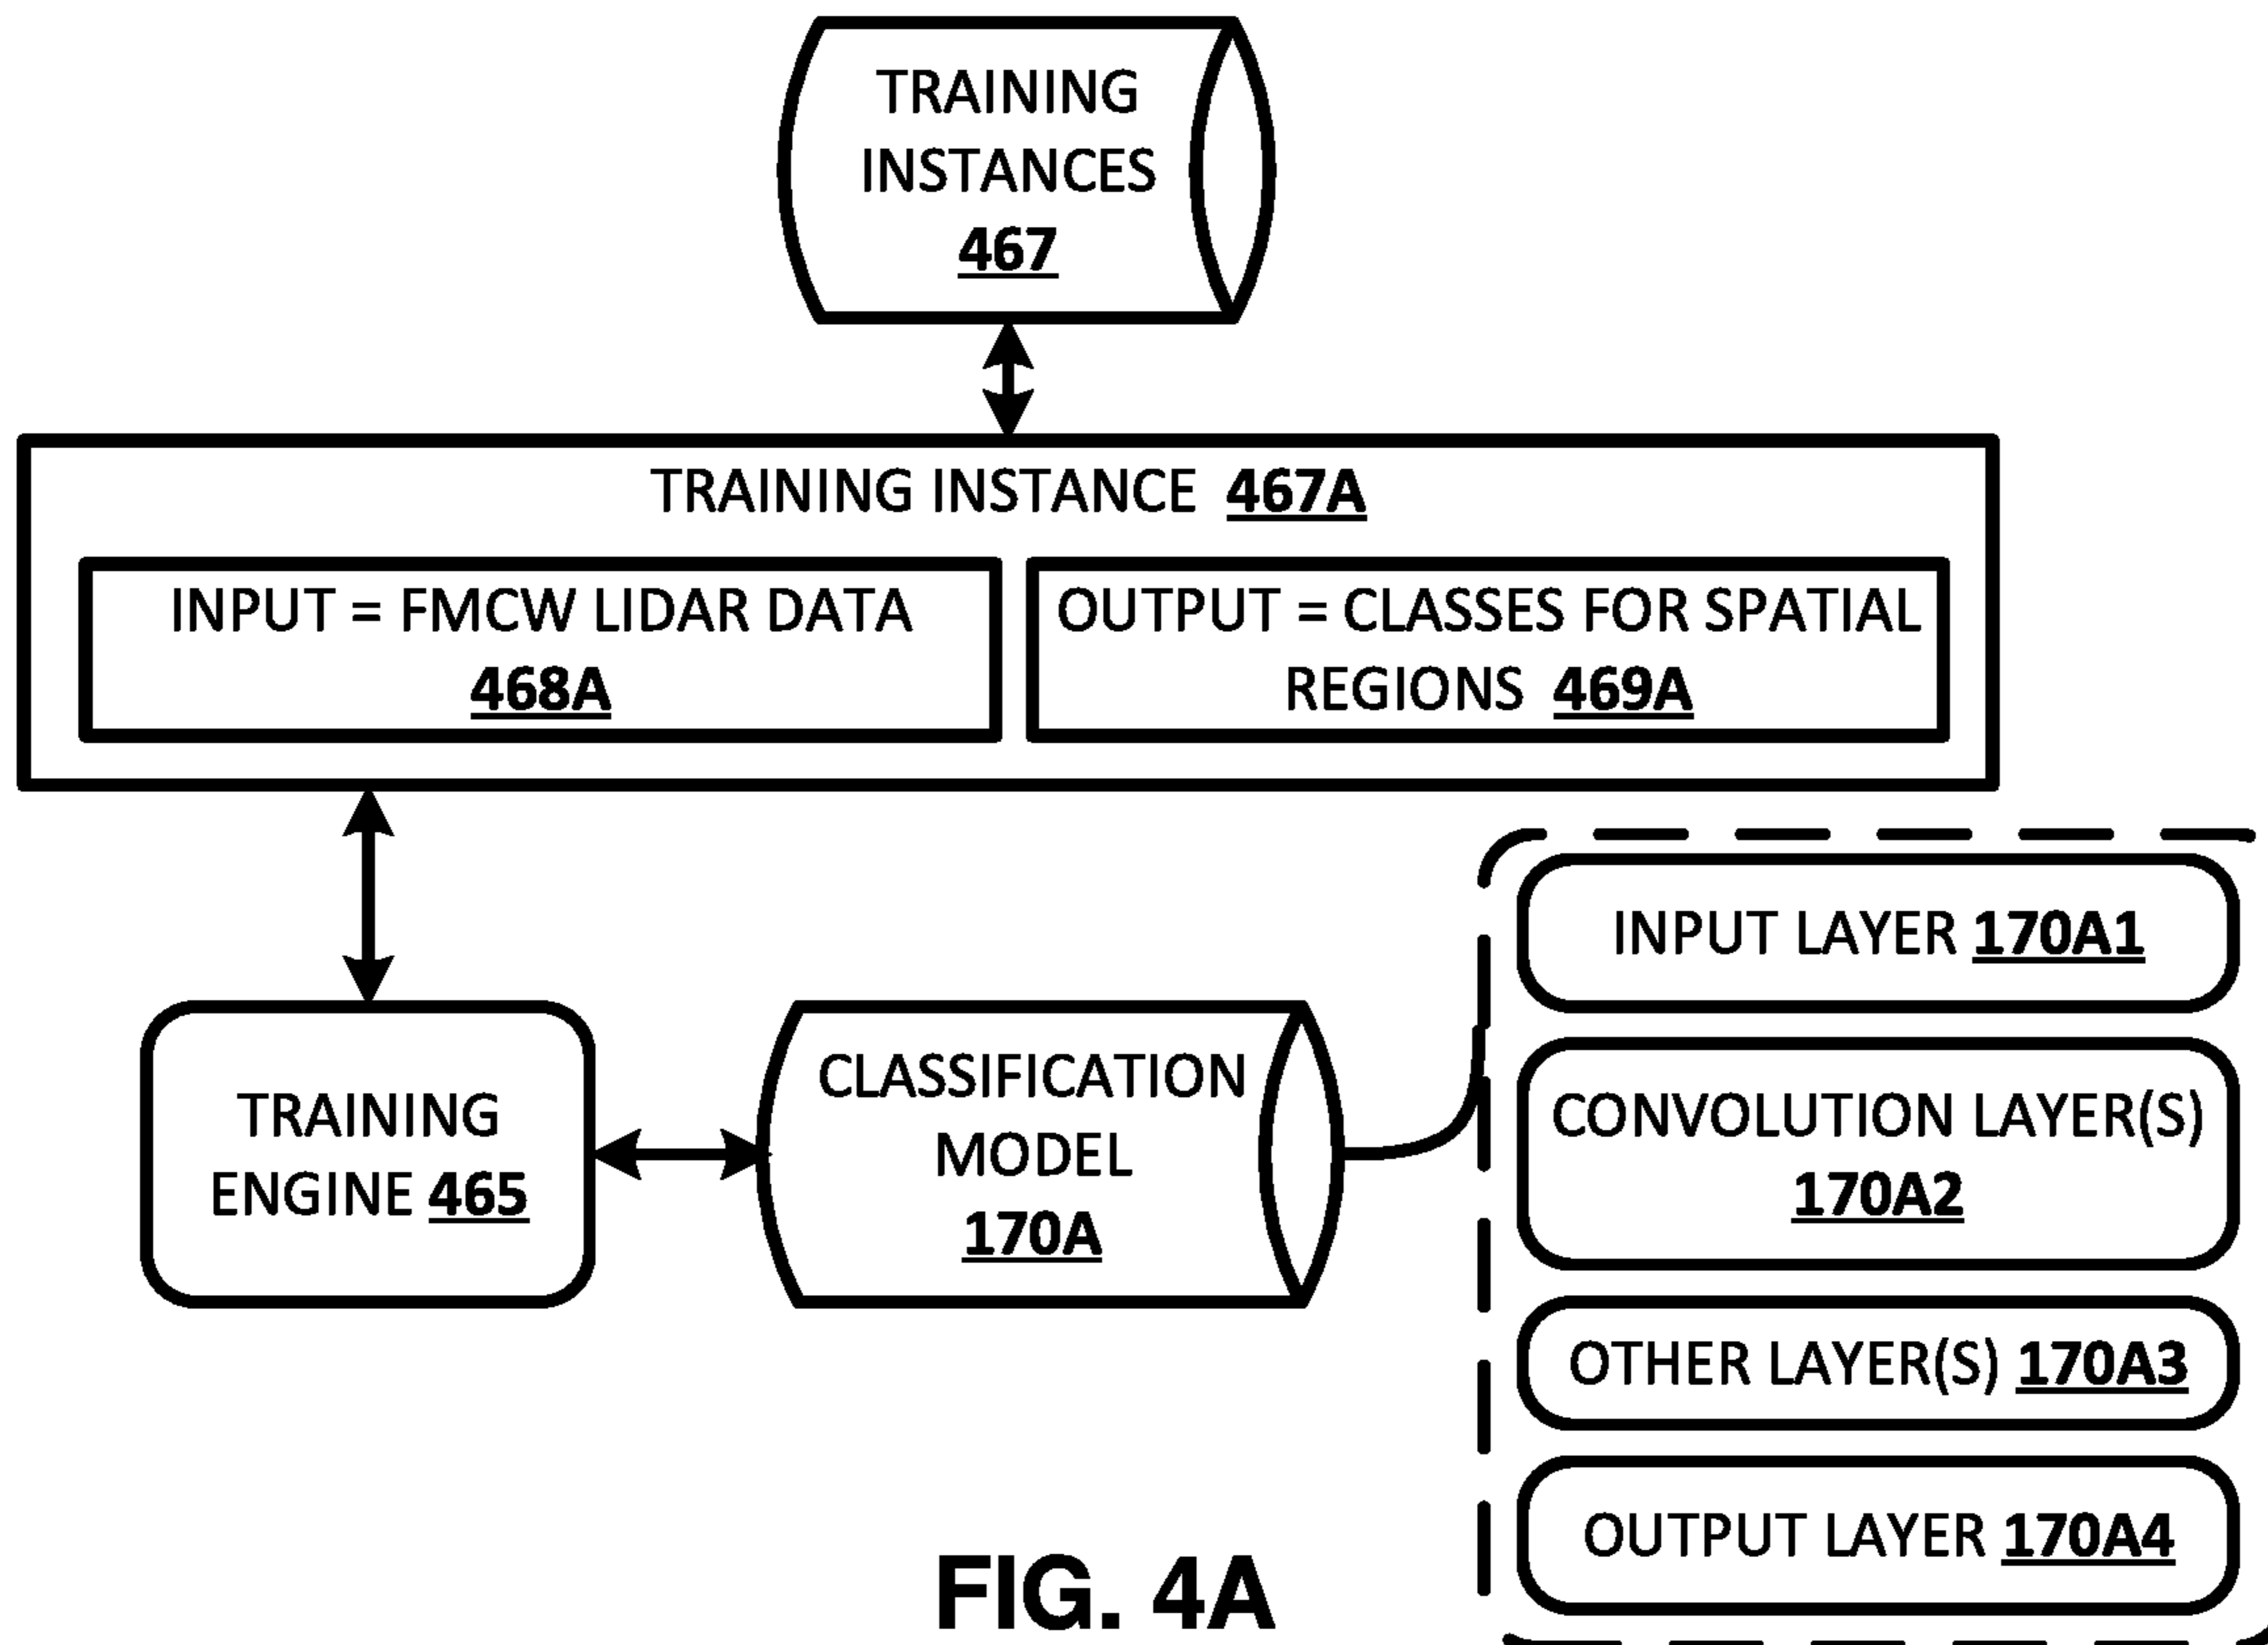 TRAINING
INSTANCES
467
TRAINING INSTANCE 467A
INPUT = FMCW LIDAR DATA
468A
OUTPUT = CLASSES FOR SPATIAL
REGIONS 469A
TRAINING
ENGINE 465
CLASSIFICATION
MODEL
170A
INPUT LAYER 170A1
CONVOLUTION LAYER(S)
170A2
OTHER LAYER(S) 170A3
OUTPUT LAYER 170A4
FIG. 4A